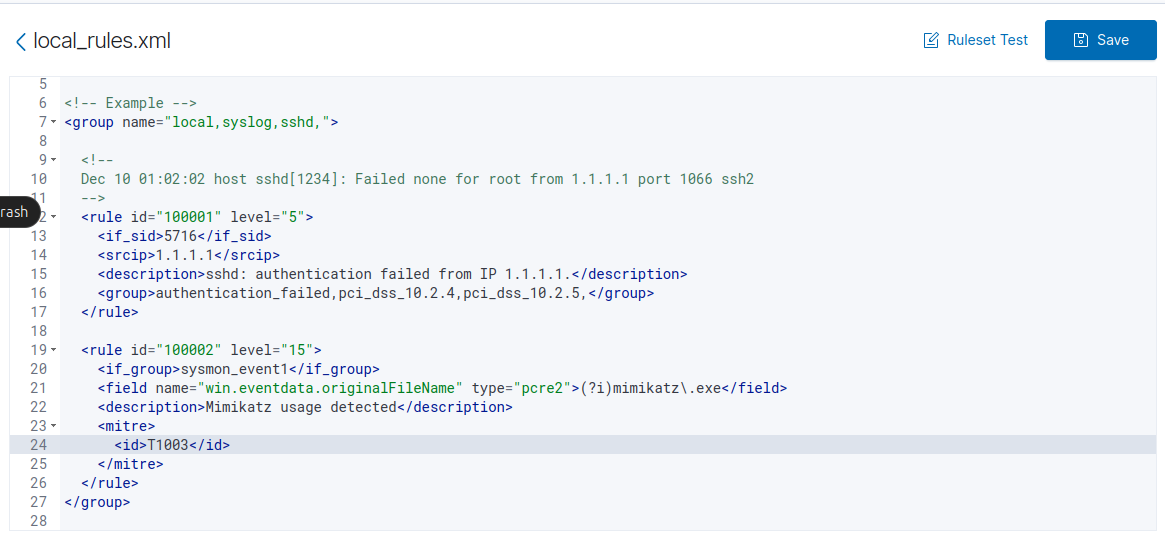 local_rules.xml
Ruleset Test
Save
5
6 <!-- Example -->
7 <group name="local,syslog,sshd,">
8
9 <!--
10 Dec 10 01:02:02 host sshd[1234]: Failed none for root from 1.1.1.1 port 1066 ssh2
11 -->
rash
2 <rule id="100001" level="5">
13 <if_sid>5716</if_sid>
14 <srcip>1.1.1.1</srcip>
15 <description>sshd: authentication failed from IP 1.1.1.1.</description>
16 <group>authentication_failed,pci_dss_10.2.4,pci_dss_10.2.5,</group>
17 </rule>
18
19 <rule id="100002" level="15">
20 <if_group>sysmon_event1</if_group>
21 <field name="win.eventdata.originalFileName" type="pcre2">(?i)mimikatz\.exe</field>
22 <description>Mimikatz usage detected</description>
23 <mitre>
24 <id>T1003</id>
25 </mitre>
26 </rule>
27 </group>
28